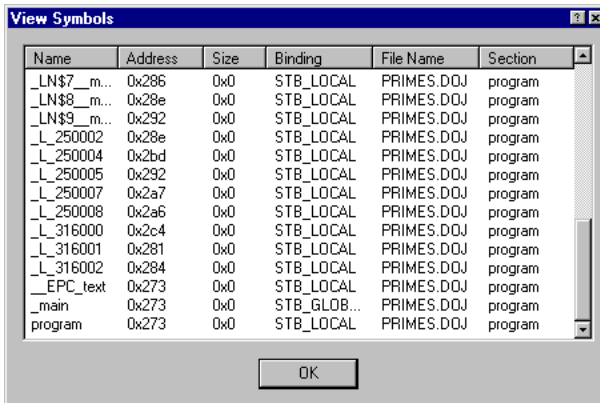 View Symbols
Name Address Size Binding File Name Section
_LN$7__m... 0x286 0x0 STB_LOCAL PRIMES.DOJ program
_LN$8__m... 0x28e 0x0 STB_LOCAL PRIMES.DOJ program
_LN$9__m... 0x292 0x0 STB_LOCAL PRIMES.DOJ program
_L_250002 0x28e 0x0 STB_LOCAL PRIMES.DOJ program
_L_250004 0x2bd 0x0 STB_LOCAL PRIMES.DOJ program
_L_250005 0x292 0x0 STB_LOCAL PRIMES.DOJ program
_L_250007 0x2a7 0x0 STB_LOCAL PRIMES.DOJ program
_L_250008 0x2a6 0x0 STB_LOCAL PRIMES.DOJ program
_L_316000 0x2c4 0x0 STB_LOCAL PRIMES.DOJ program
_L_316001 0x281 0x0 STB_LOCAL PRIMES.DOJ program
_L_316002 0x284 0x0 STB_LOCAL PRIMES.DOJ program
__EPC_text 0x273 0x0 STB_LOCAL PRIMES.DOJ program
_main 0x273 0x0 STB_GLOB... PRIMES.DOJ program
program 0x273 0x0 STB_LOCAL PRIMES.DOJ program
OK